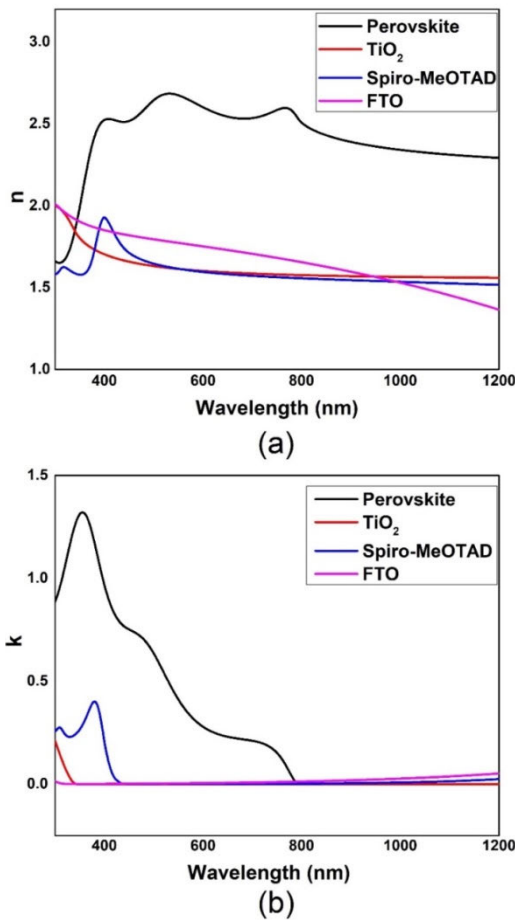 3.0
2.5
2.0
1.5
1.0
n
Perovskite
TiO₂
Spiro-MeOTAD
FTO
400 600 800 1000 1200
Wavelength (nm)
(a)
1.5
1.0
0.5
0.0
k
Perovskite
TiO₂
Spiro-MeOTAD
FTO
400 600 800 1000 1200
Wavelength (nm)
(b)